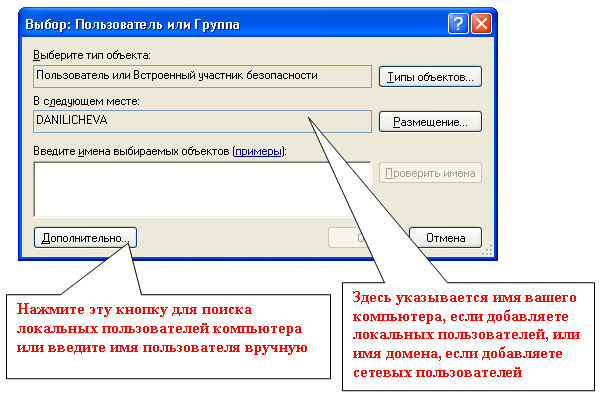 Выбор: Пользователь или Группа
Выберите тип объекта:
Пользователь или Встроенный участник безопасности
Типы объектов...
В следующем месте:
DANILICHEVA
Размещение...
Введите имена выбираемых объектов (примеры):
Проверить имена
Дополнительно...
Отмена
Нажмите эту кнопку для поиска
локальных пользователей компьютера
или введите имя пользователя вручную
Здесь указывается имя вашего
компьютера, если добавляете
локальных пользователей, или
имя домена, если добавляете
сетевых пользователей